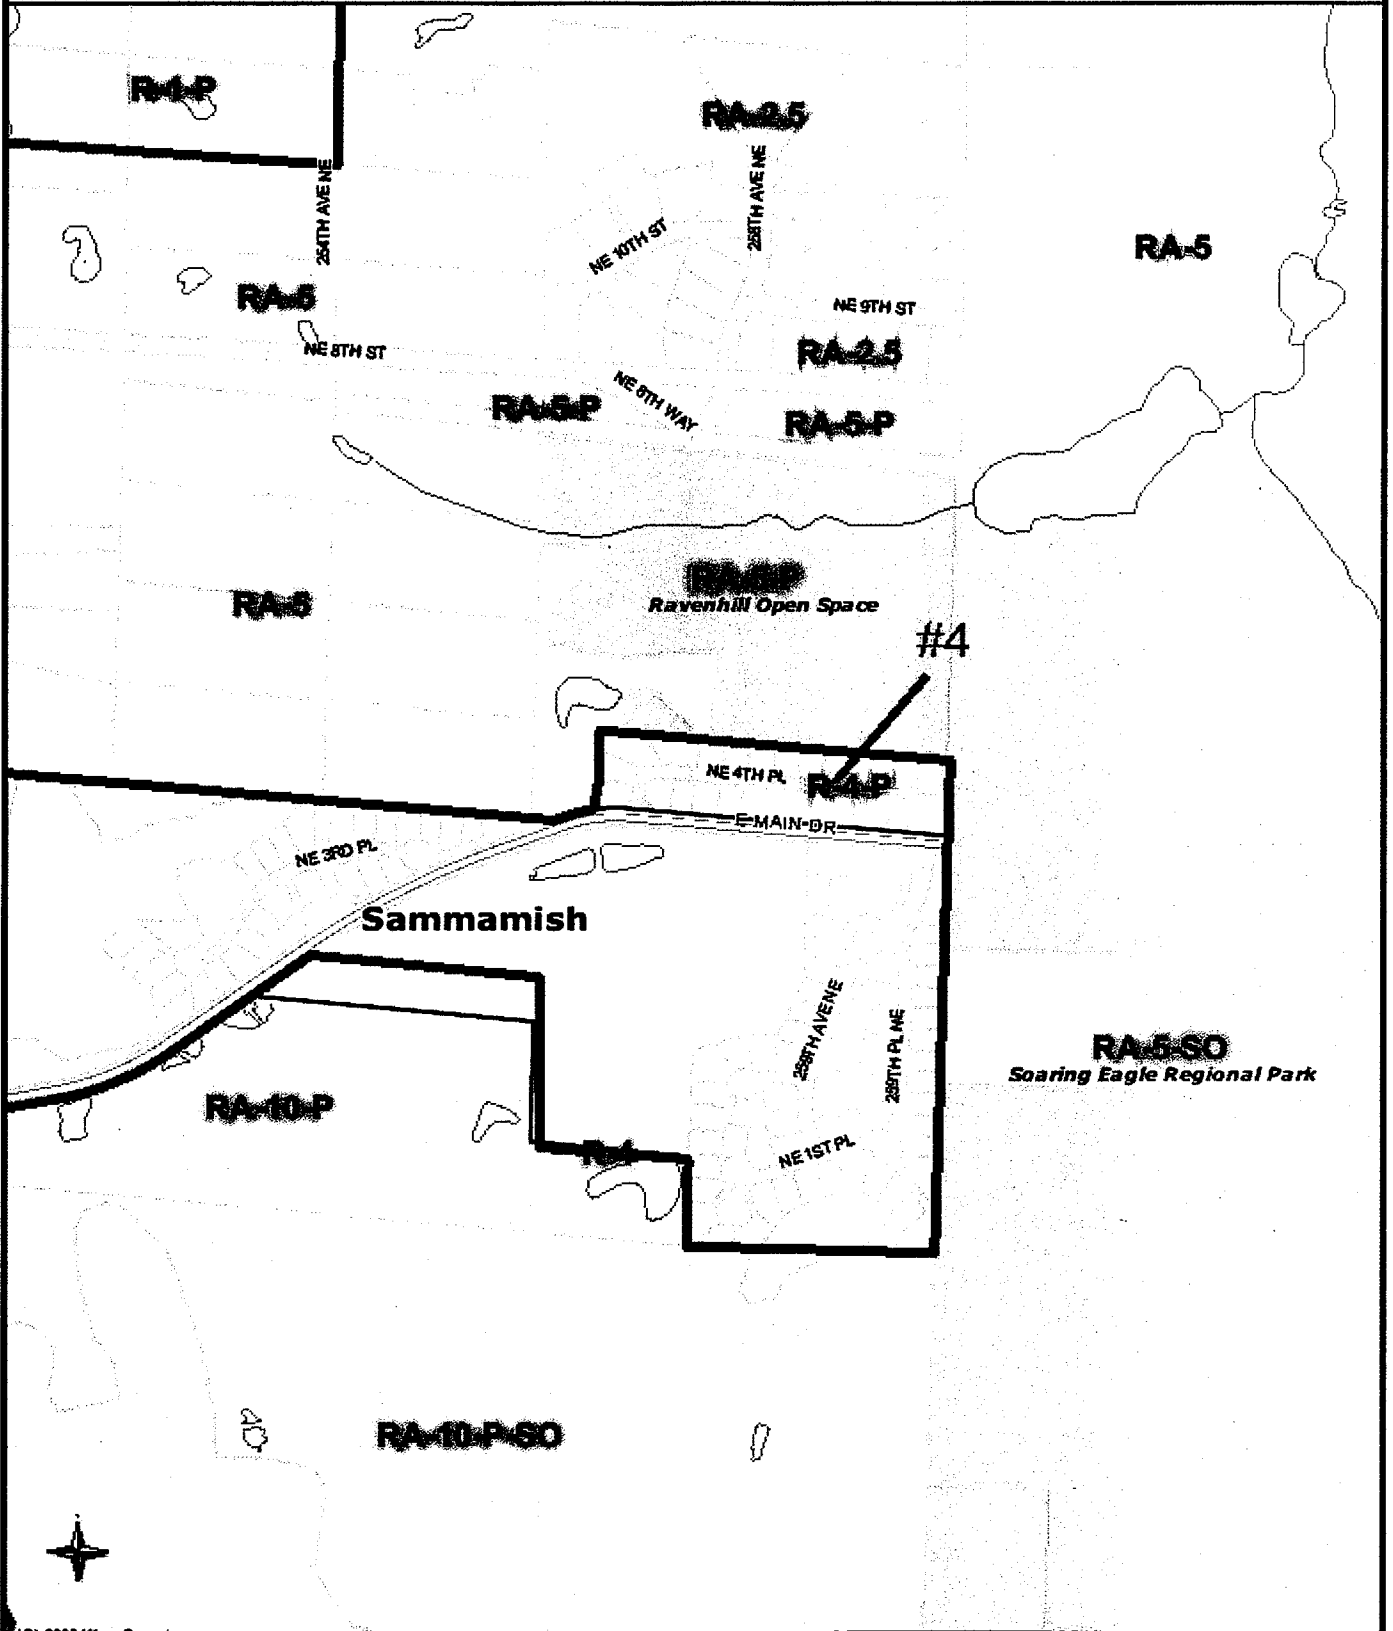 R-1-P
RA-2.5
254TH AVE NE
258TH AVE NE
NE 10TH ST
RA-5
RA-5
NE 9TH ST
NE 8TH ST
RA-2.5
NE 8TH WAY
RA-5-P
RA-5-P
RA-5-P
Ravenhill Open Space
RA-5
#4
NE 4TH PL
R-4-P
E MAIN DR
NE 3RD PL
Sammamish
258TH AVENE
259TH PL NE
RA-5-SO
Soaring Eagle Regional Park
RA-10-P
R-4
NE 1ST PL
RA-10-P-SO